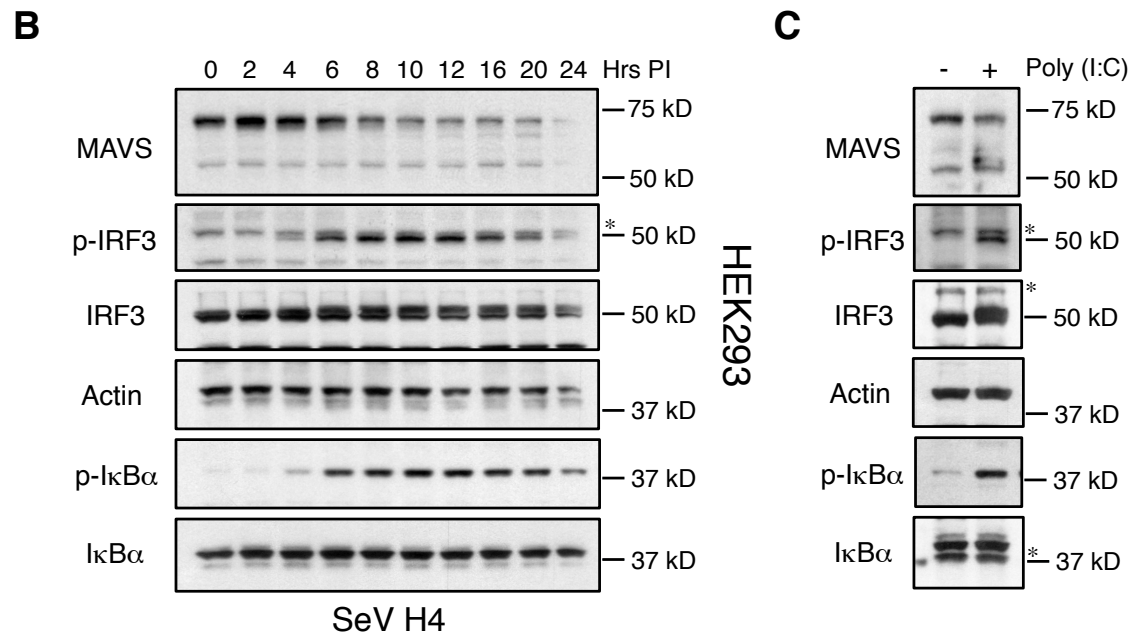 B
0 2 4 6 8 10 12 16 20 24 Hrs PI
MAVS
75 kD
50 kD
p-IRF3
*
50 kD
IRF3
50 kD
Actin
37 kD
p-IκBα
37 kD
IκBα
37 kD
SeV H4
HEK293
C
- + Poly (I:C)
MAVS
75 kD
50 kD
p-IRF3
*
50 kD
*
IRF3
50 kD
Actin
37 kD
p-IκBα
37 kD
IκBα
*
37 kD